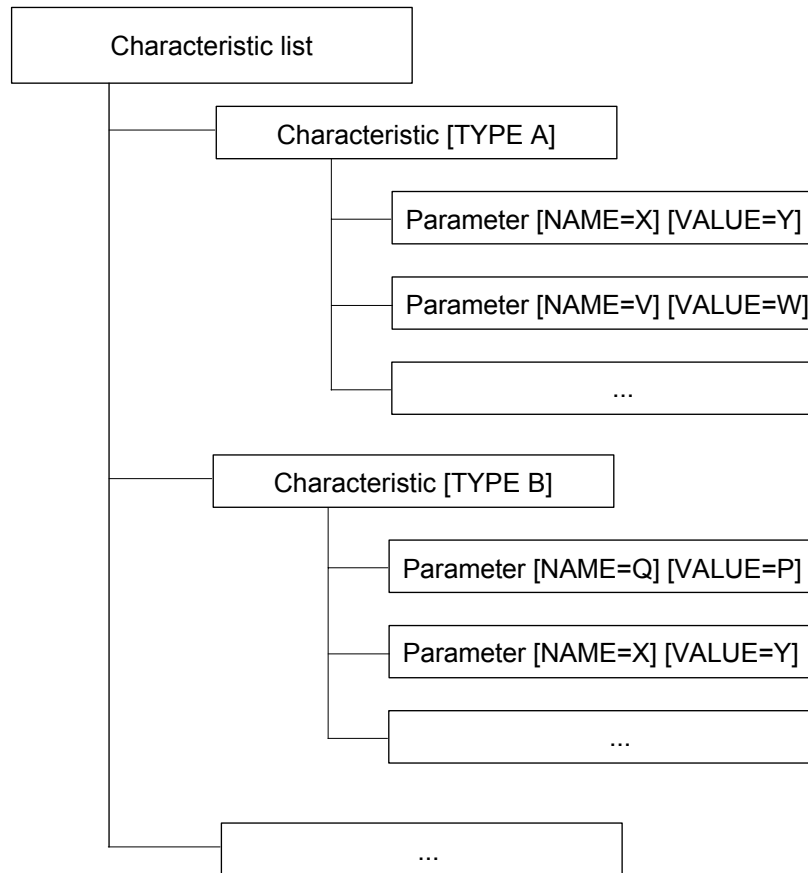 Characteristic list
Characteristic [TYPE A]
Parameter [NAME=X] [VALUE=Y]
Parameter [NAME=V] [VALUE=W]
...
Characteristic [TYPE B]
Parameter [NAME=Q] [VALUE=P]
Parameter [NAME=X] [VALUE=Y]
...
...